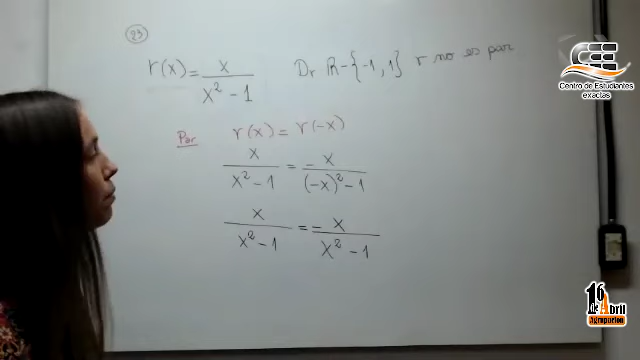 23
r(x) = x / (x² - 1) Dr ℝ - {-1, 1} r no es par
Par r(x) = r(-x)
x / (x² - 1) = -x / ((-x)² - 1)
x / (x² - 1) = -x / (x² - 1)
Centro de Estudiantes
exactas
16
de Abril
Agrupación